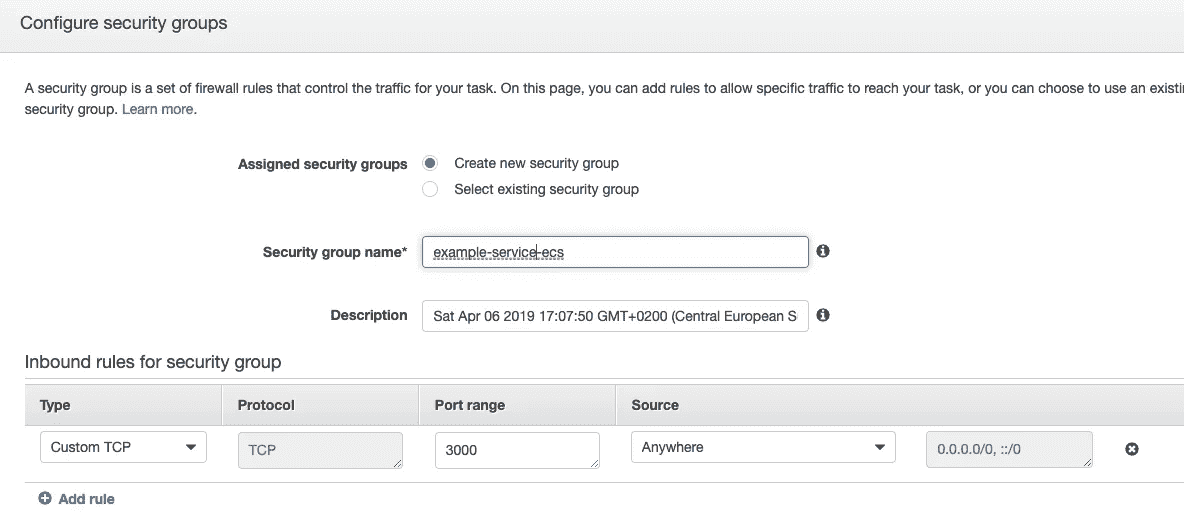 Configure security groups
A security group is a set of firewall rules that control the traffic for your task. On this page, you can add rules to allow specific traffic to reach your task, or you can choose to use an existi
security group. Learn more.
Assigned security groups
Create new security group
Select existing security group
Security group name*
example-service-ecs
Description
Sat Apr 06 2019 17:07:50 GMT+0200 (Central European S
Inbound rules for security group
Type Protocol Port range Source
Custom TCP TCP 3000 Anywhere 0.0.0.0/0, ::/0
Add rule